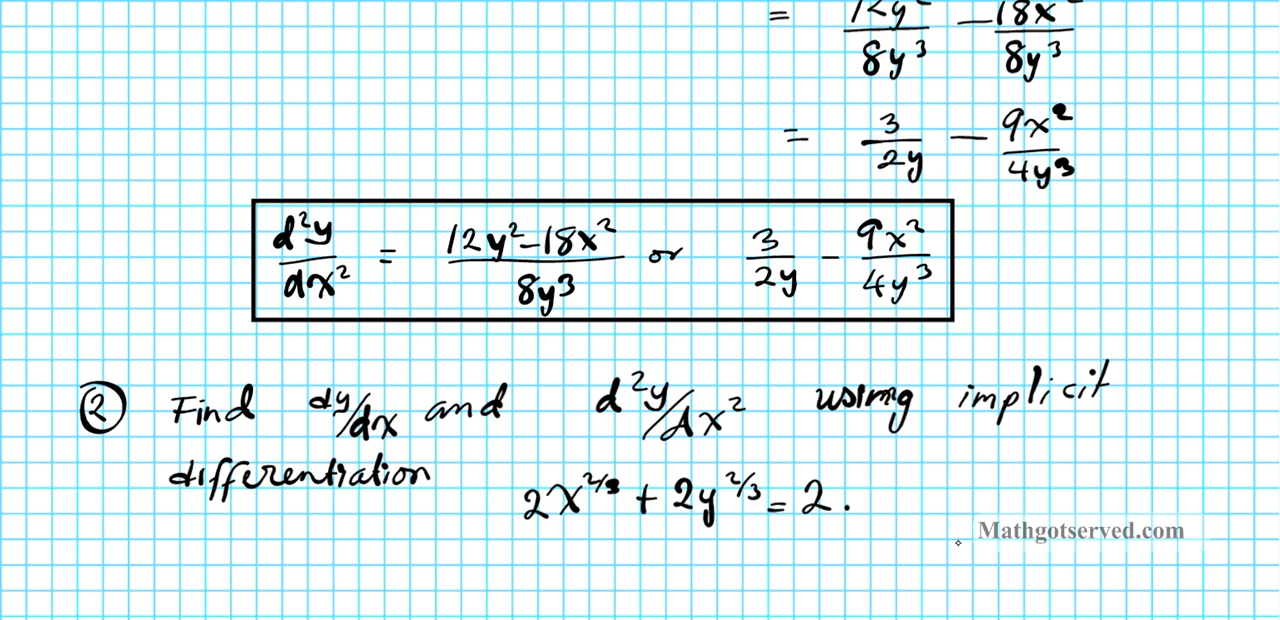 = 12y² / 8y³ − 18x² / 8y³
= 3 / 2y − 9x² / 4y³
d²y / dx² = 12y² − 18x² / 8y³ or 3 / 2y − 9x² / 4y³
② Find dy/dx and d²y/dx² using implicit
differentiation 2x^2/3 + 2y^2/3 = 2.
Mathgotserved.com